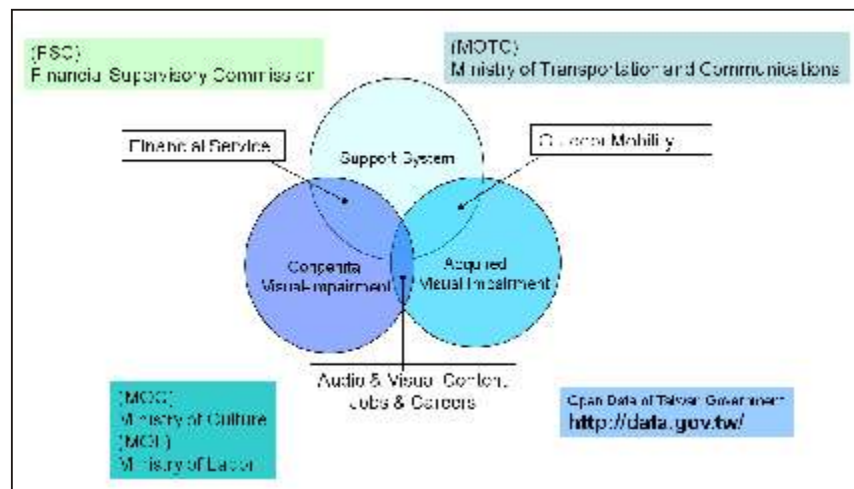 (FSC)
Financial Supervisory Commission
(MOTC)
Ministry of Transportation and Communications
Financial Service
Outdoor Mobility
Support System
Congenital
Visual-Impairment
Acquired
Visual Impairment
Audio & Visual Content
Jobs & Careers
(MOC)
Ministry of Culture
(MOL)
Ministry of Labor
Open Data of Taiwan Government
http://data.gov.tw/